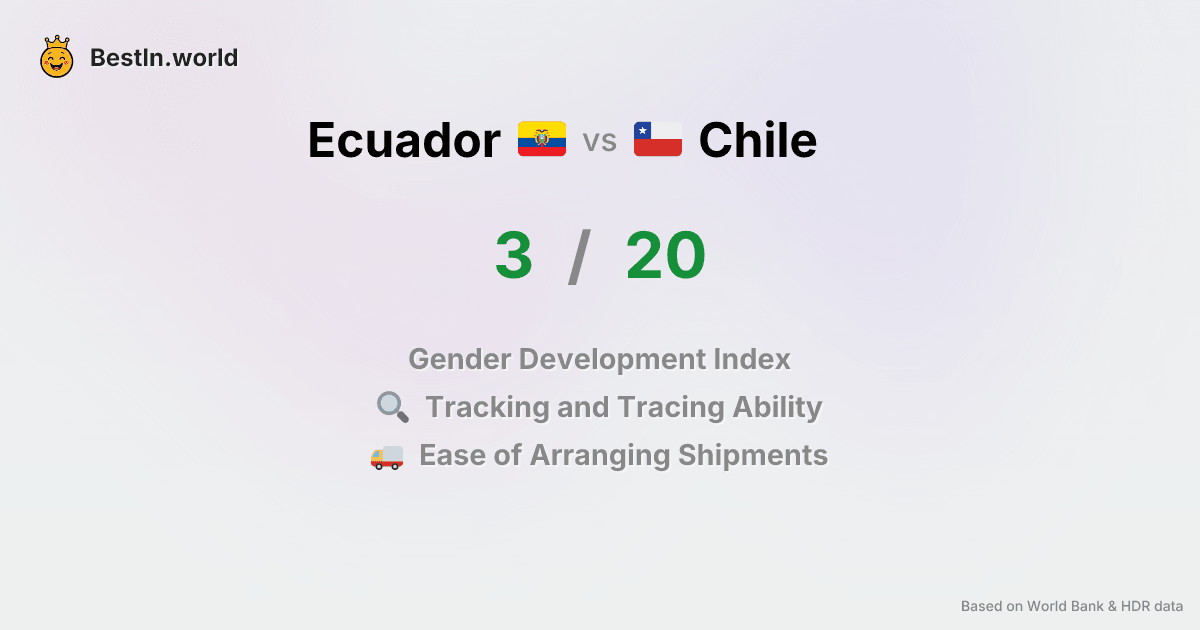 BestIn.world
Ecuador vs Chile
3 / 20
Gender Development Index
Tracking and Tracing Ability
Ease of Arranging Shipments
Based on World Bank & HDR data